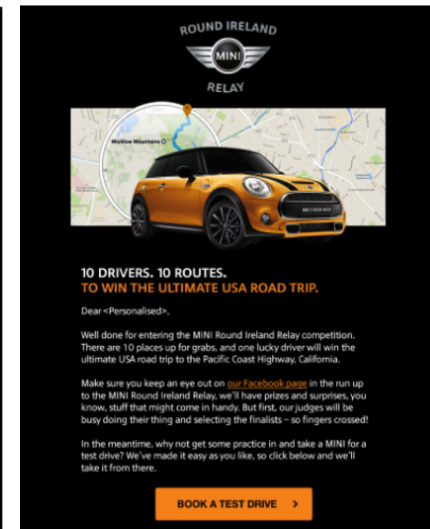 ROUND IRELAND
MINI
RELAY
Wicklow Mountains
10 DRIVERS. 10 ROUTES.
TO WIN THE ULTIMATE USA ROAD TRIP.
Dear <Personalised>,
Well done for entering the MINI Round Ireland Relay competition.
There are 10 places up for grabs, and one lucky driver will win the
ultimate USA road trip to the Pacific Coast Highway, California.
Make sure you keep an eye out on our Facebook page in the run up
to the MINI Round Ireland Relay, we'll have prizes and surprises, you
know, stuff that might come in handy. But first, our judges will be
busy doing their thing and selecting the finalists – so fingers crossed!
In the meantime, why not get some practice in and take a MINI for a
test drive? We've made it easy as you like, so click below and we'll
take it from there.
BOOK A TEST DRIVE >